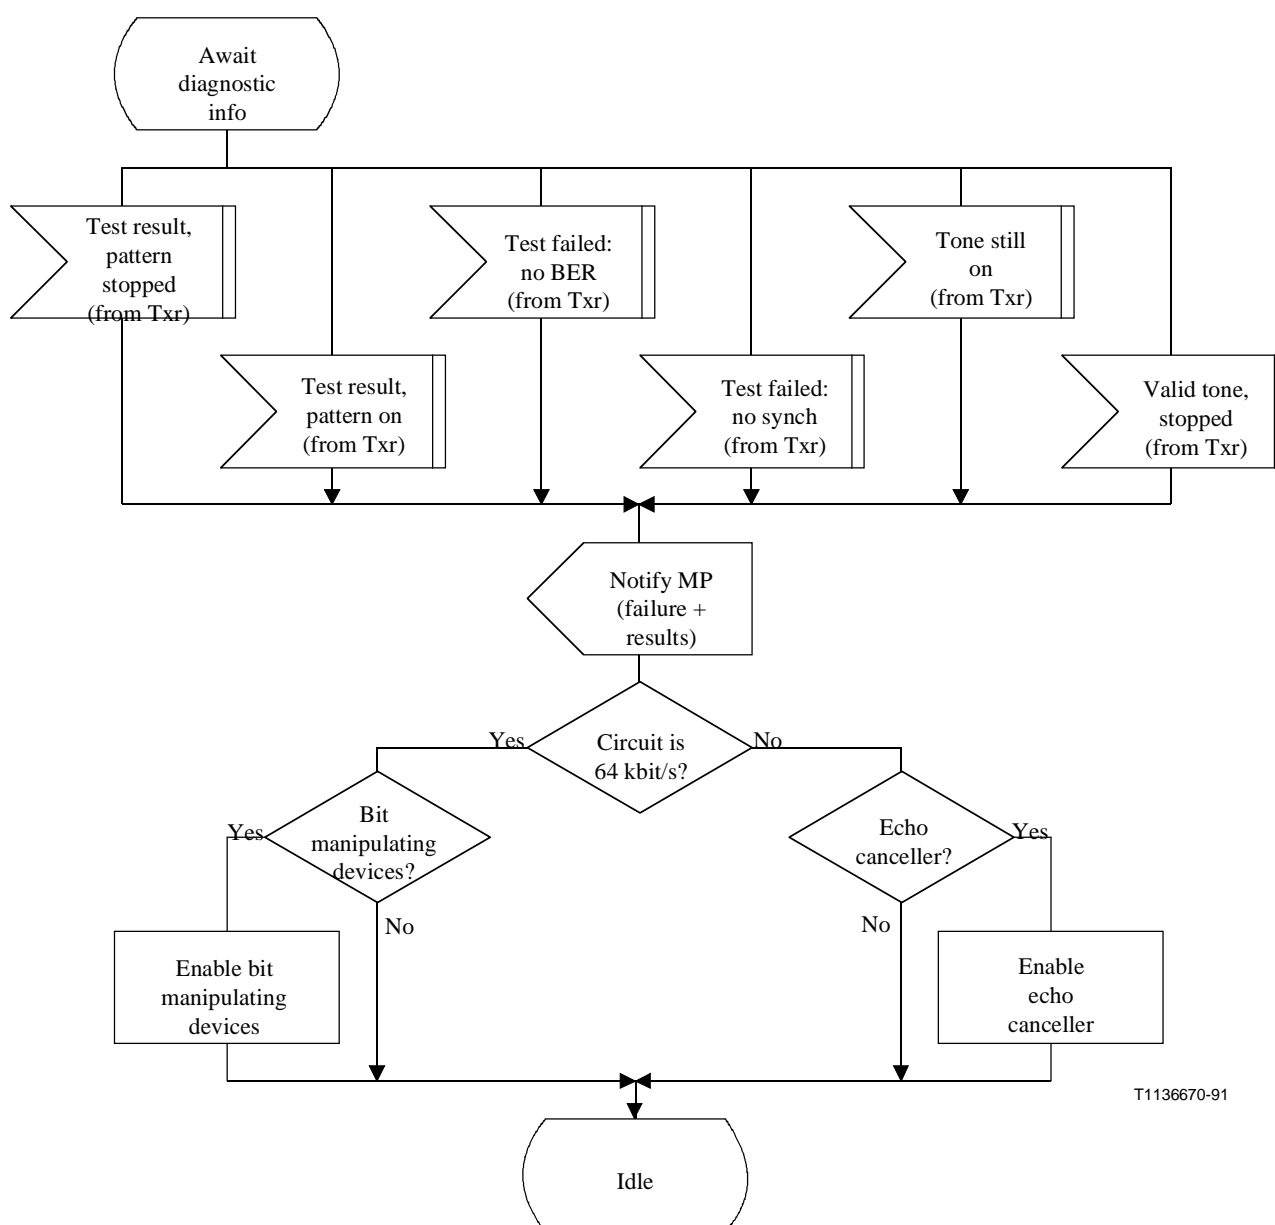 Await
diagnostic
info
Test result,
pattern
stopped
(from Txr)
Test failed:
no BER
(from Txr)
Tone still
on
(from Txr)
Test result,
pattern on
(from Txr)
Test failed:
no synch
(from Txr)
Valid tone,
stopped
(from Txr)
Notify MP
(failure +
results)
Yes
Circuit is
64 kbit/s?
No
Yes
Bit
manipulating
devices?
No
Echo
canceller?
Yes
No
Enable bit
manipulating
devices
Enable
echo
canceller
T1136670-91
Idle